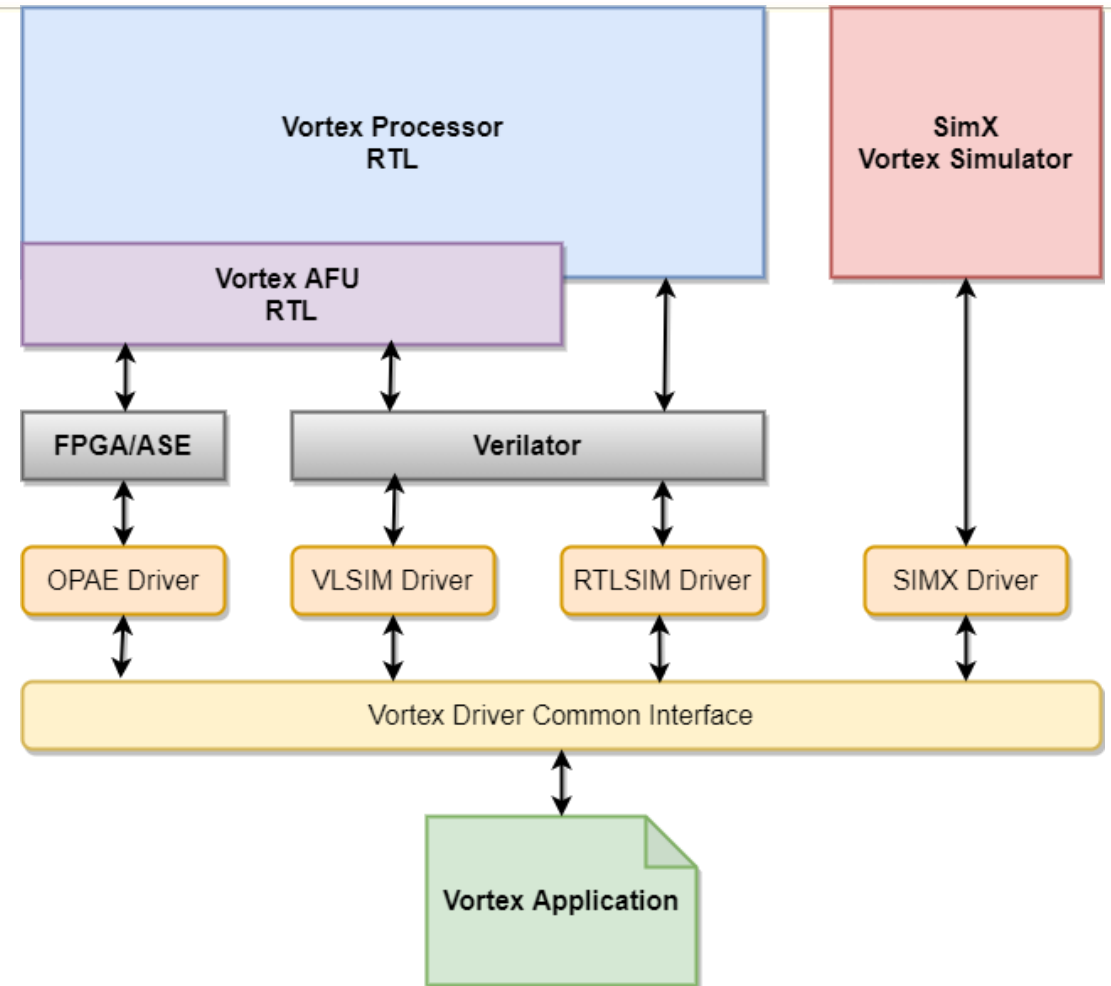 Vortex Processor
RTL
SimX
Vortex Simulator
Vortex AFU
RTL
FPGA/ASE
Verilator
OPAE Driver
VLSIM Driver
RTLSIM Driver
SIMX Driver
Vortex Driver Common Interface
Vortex Application